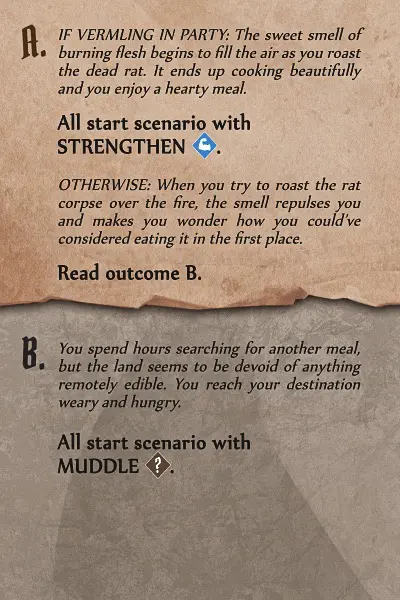 A. IF VERMLING IN PARTY: The sweet smell of
burning flesh begins to fill the air as you roast
the dead rat. It ends up cooking beautifully
and you enjoy a hearty meal.
All start scenario with
STRENGTHEN.
OTHERWISE: When you try to roast the rat
corpse over the fire, the smell repulses you
and makes you wonder how you could've
considered eating it in the first place.
Read outcome B.
B. You spend hours searching for another meal,
but the land seems to be devoid of anything
remotely edible. You reach your destination
weary and hungry.
All start scenario with
MUDDLE ?.